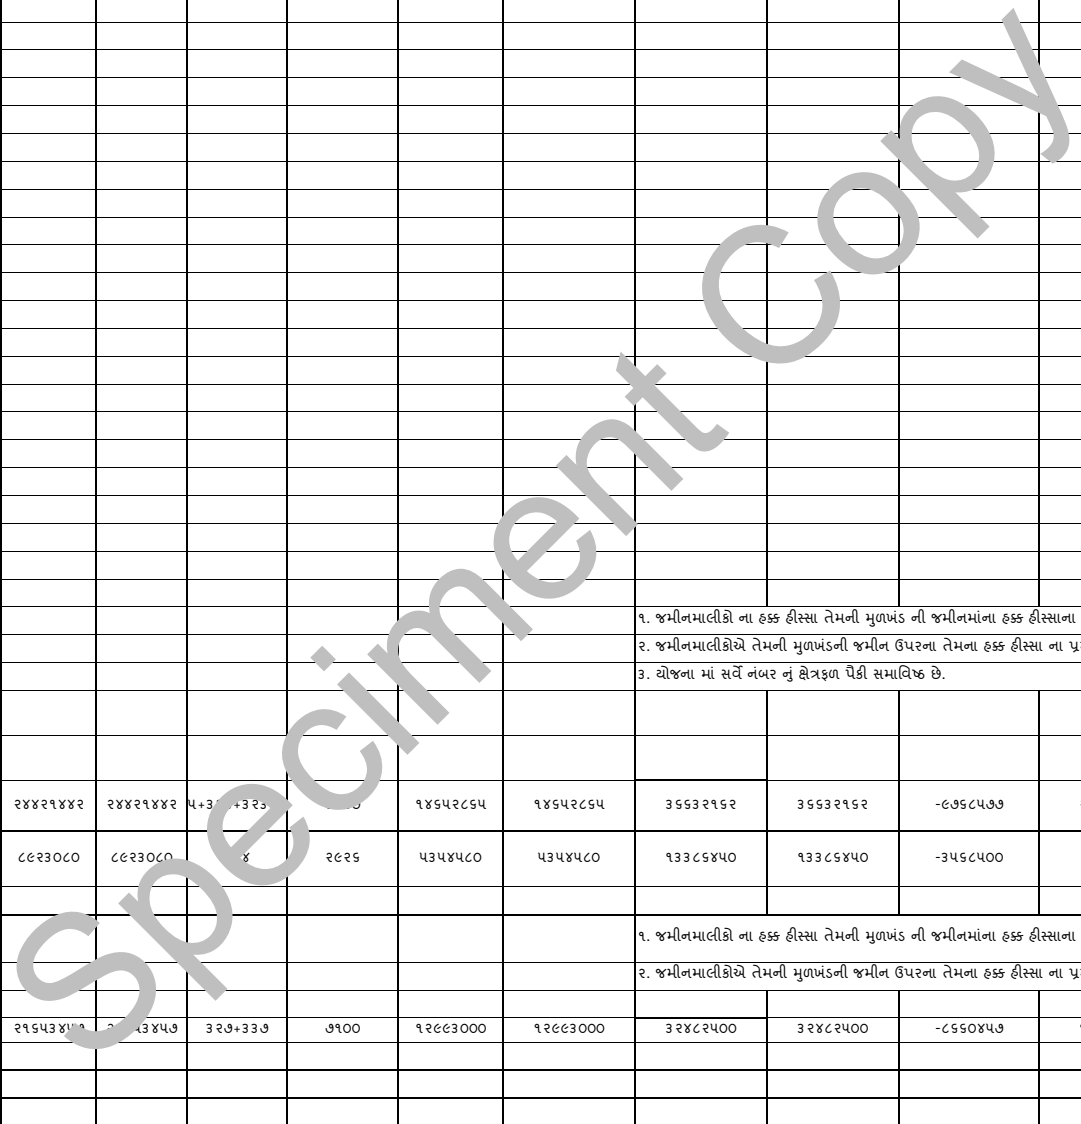 Speciment Copy
૧. જમીનમાલીકો ના હક્ક હીસ્સા તેમની મુળખંડ ની જમીનમાંના હક્ક હીસ્સાના
૨. જમીનમાલીકોએ તેમની મુળખંડની જમીન ઉપરના તેમના હક્ક હીસ્સા ના
૩. યોજના માં સર્વે નંબર નું ક્ષેત્રફળ પૈકી સમાવિષ્ઠ છે.
૨૪૪૨૧૪૪૨ ૨૪૪૨૧૪૪૨ ૧૪૬૫૨૮૬૫ ૧૪૬૫૨૮૬૫ ૩૬૬૩૨૧૬૨ ૩૬૬૩૨૧૬૨ -૯૭૬૮૫૭૭
૮૯૨૩૦૮૦ ૮૯૨૩૦૮૦ ૨૯૨૬ ૫૩૫૪૫૮૦ ૫૩૫૪૫૮૦ ૧૩૩૮૬૪૫૦ ૧૩૩૮૬૪૫૦ -૩૫૬૮૫૦૦
૧. જમીનમાલીકો ના હક્ક હીસ્સા તેમની મુળખંડ ની જમીનમાંના હક્ક હીસ્સાના
૨. જમીનમાલીકોએ તેમની મુળખંડની જમીન ઉપરના તેમના હક્ક હીસ્સા ના
૨૧૬૫૩૪૫૭ ૩૨૭+૩૩૭ ૭૧૦૦ ૧૨૯૯૩૦૦૦ ૧૨૯૯૩૦૦૦ ૩૨૪૮૨૫૦૦ ૩૨૪૮૨૫૦૦ -૮૬૬૦૪૫૭